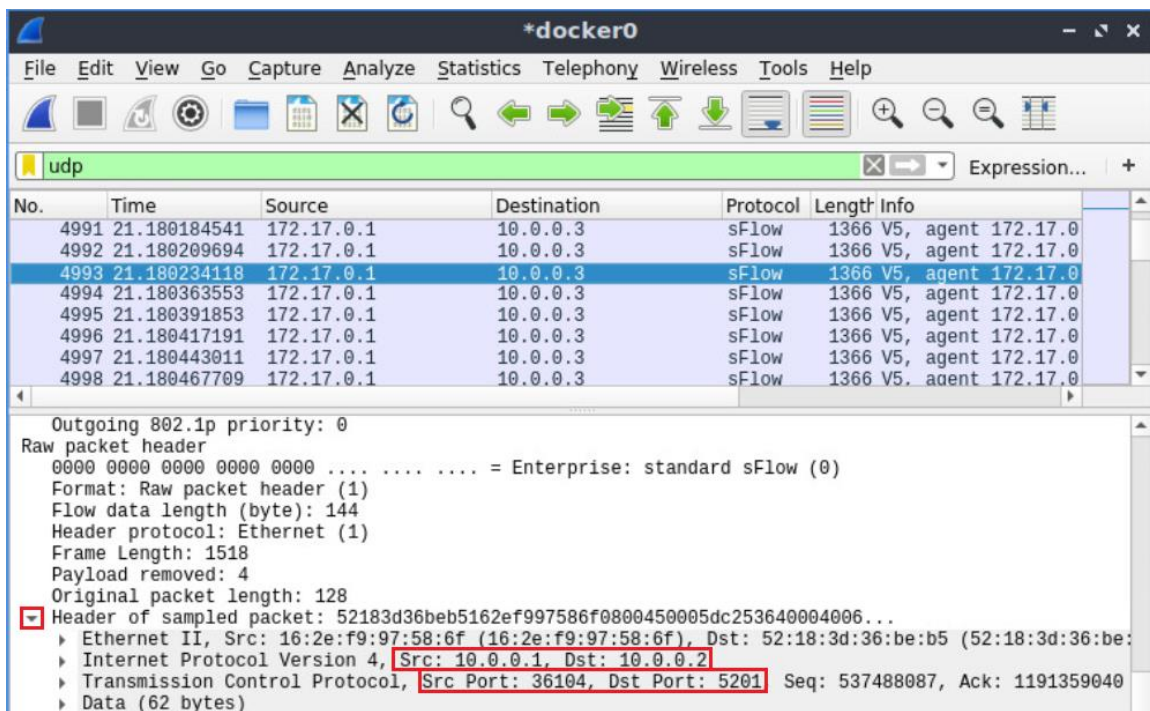 *docker0
File Edit View Go Capture Analyze Statistics Telephony Wireless Tools Help
udp Expression... +
No. Time Source Destination Protocol Length Info
4991 21.180184541 172.17.0.1 10.0.0.3 sFlow 1366 V5, agent 172.17.0
4992 21.180209694 172.17.0.1 10.0.0.3 sFlow 1366 V5, agent 172.17.0
4993 21.180234118 172.17.0.1 10.0.0.3 sFlow 1366 V5, agent 172.17.0
4994 21.180363553 172.17.0.1 10.0.0.3 sFlow 1366 V5, agent 172.17.0
4995 21.180391853 172.17.0.1 10.0.0.3 sFlow 1366 V5, agent 172.17.0
4996 21.180417191 172.17.0.1 10.0.0.3 sFlow 1366 V5, agent 172.17.0
4997 21.180443011 172.17.0.1 10.0.0.3 sFlow 1366 V5, agent 172.17.0
4998 21.180467709 172.17.0.1 10.0.0.3 sFlow 1366 V5, agent 172.17.0
Outgoing 802.1p priority: 0
Raw packet header
0000 0000 0000 0000 0000 .... .... .... = Enterprise: standard sFlow (0)
Format: Raw packet header (1)
Flow data length (byte): 144
Header protocol: Ethernet (1)
Frame Length: 1518
Payload removed: 4
Original packet length: 128
Header of sampled packet: 52183d36beb5162ef997586f0800450005dc253640004006...
Ethernet II, Src: 16:2e:f9:97:58:6f (16:2e:f9:97:58:6f), Dst: 52:18:3d:36:be:b5 (52:18:3d:36:be:
Internet Protocol Version 4, Src: 10.0.0.1, Dst: 10.0.0.2
Transmission Control Protocol, Src Port: 36104, Dst Port: 5201 Seq: 537488087, Ack: 1191359040
Data (62 bytes)